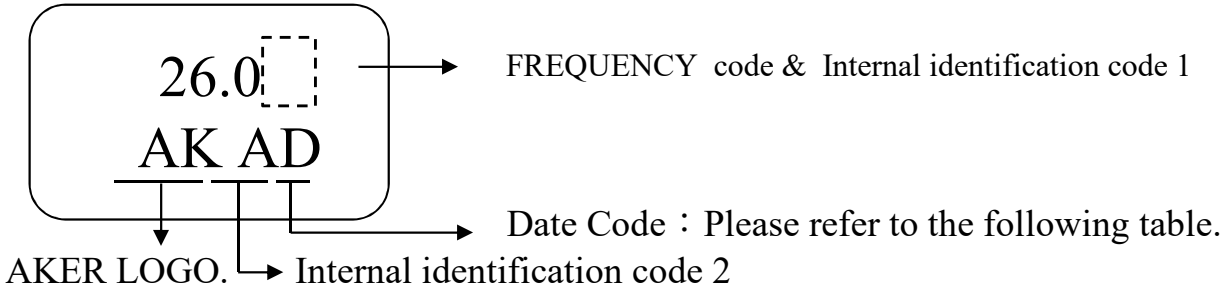 26.0
FREQUENCY code & Internal identification code 1
AK AD
Date Code：Please refer to the following table.
AKER LOGO.
Internal identification code 2